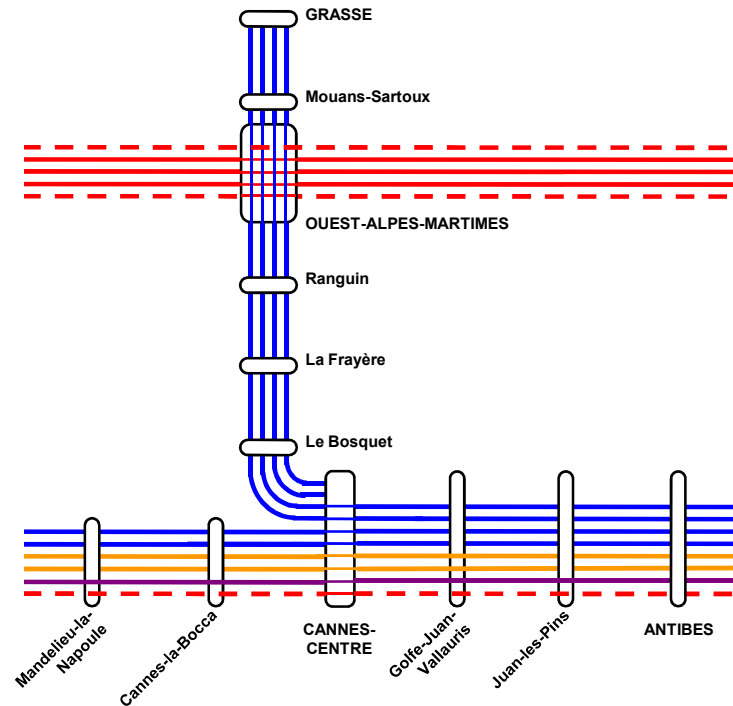 GRASSE
Mouans-Sartoux
OUEST-ALPES-MARTIMES
Ranguin
La Frayère
Le Bosquet
Mandelieu-la-
Napoule
Cannes-la-Bocca
CANNES-
CENTRE
Golfe-Juan-
Vallauris
Juan-les-Pins
ANTIBES